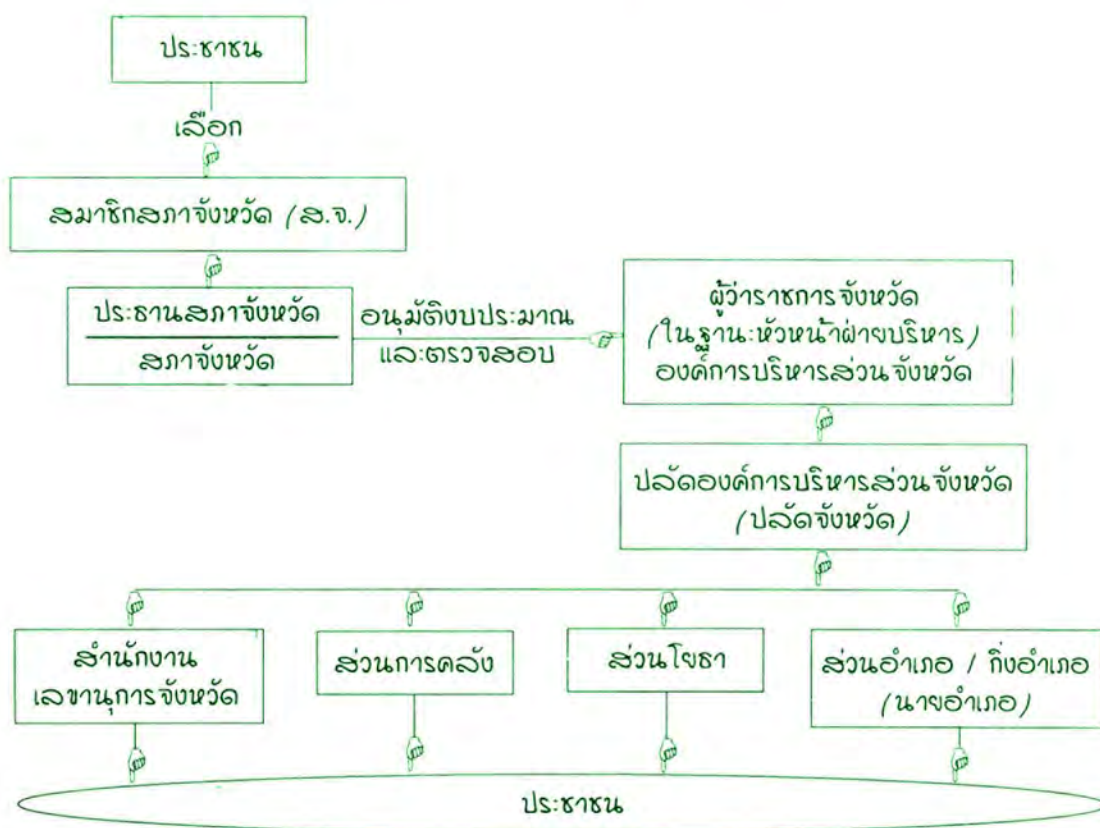 ประชาชน
เลือก
สมาชิกสภาจังหวัด (ส.จ.)
ประธานสภาจังหวัด
สภาจังหวัด
อนุมัติงบประมาณ
และตรวจสอบ
ผู้ว่าราชการจังหวัด
(ในฐานะหัวหน้าฝ่ายบริหาร)
องค์การบริหารส่วนจังหวัด
ปลัดองค์การบริหารส่วนจังหวัด
(ปลัดจังหวัด)
สำนักงาน
เลขานุการจังหวัด
ส่วนการคลัง
ส่วนโยธา
ส่วนอำเภอ / กิ่งอำเภอ
(นายอำเภอ)
ประชาชน